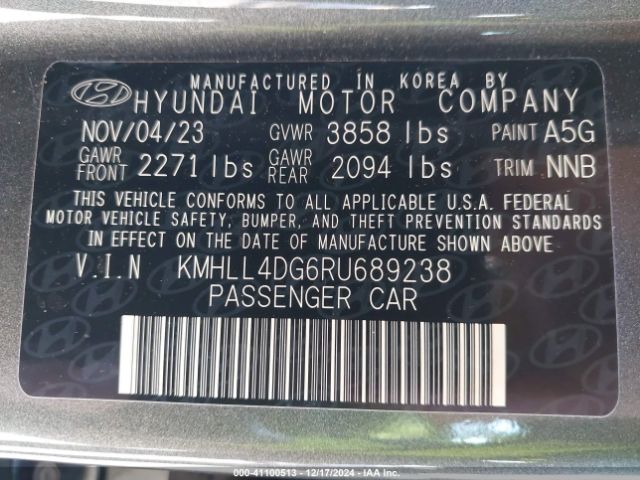 MANUFACTURED IN KOREA BY
HYUNDAI MOTOR COMPANY
NOV/04/23 GVWR 3858 lbs PAINT A5G
GAWR FRONT 2271 lbs GAWR REAR 2094 lbs TRIM NNB
THIS VEHICLE CONFORMS TO ALL APPLICABLE U.S.A. FEDERAL
MOTOR VEHICLE SAFETY, BUMPER, AND THEFT PREVENTION STANDARDS
IN EFFECT ON THE DATE OF MANUFACTURE SHOWN ABOVE
V.I.N KMHLL4DG6RU689238
PASSENGER CAR
000-41100513 - 12/17/2024 - IAA Inc.